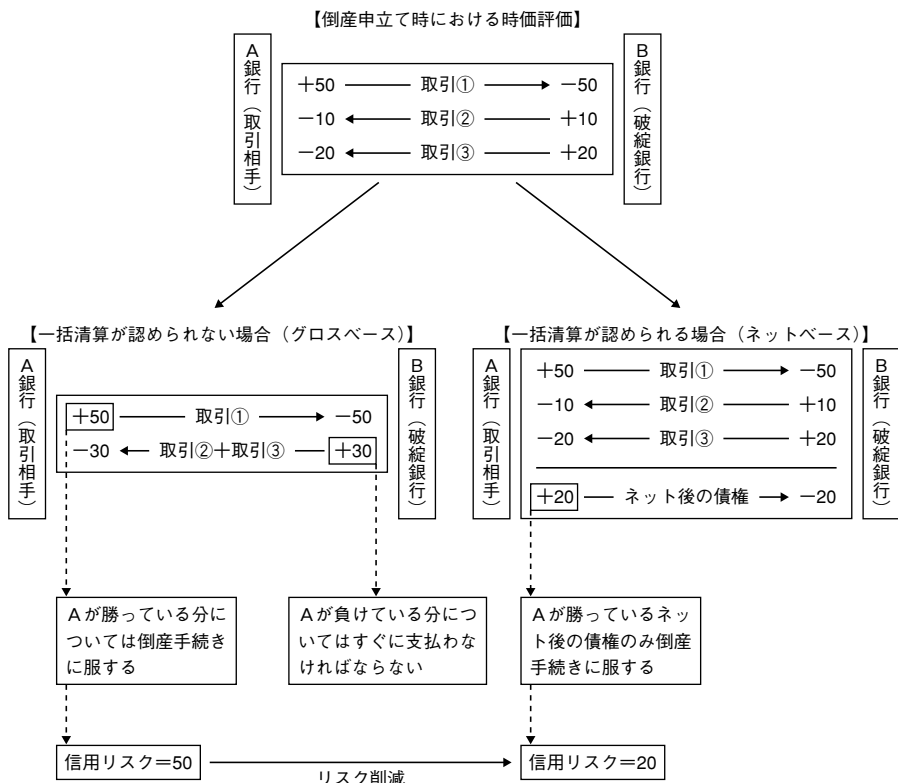 【倒産申立て時における時価評価】
A銀行（取引相手）
B銀行（破綻銀行）
＋50 取引① －50
－10 取引② ＋10
－20 取引③ ＋20
【一括清算が認められない場合（グロスベース）】
A銀行（取引相手）
B銀行（破綻銀行）
＋50 取引① －50
－30 取引②＋取引③ ＋30
Aが勝っている分に
ついては倒産手続き
に服する
Aが負けている分につ
いてはすぐに支払わな
ければならない
信用リスク＝50
リスク削減
【一括清算が認められる場合（ネットベース）】
A銀行（取引相手）
B銀行（破綻銀行）
＋50 取引① －50
－10 取引② ＋10
－20 取引③ ＋20
＋20 ネット後の債権 －20
Aが勝っているネッ
ト後の債権のみ倒産
手続きに服する
信用リスク＝20